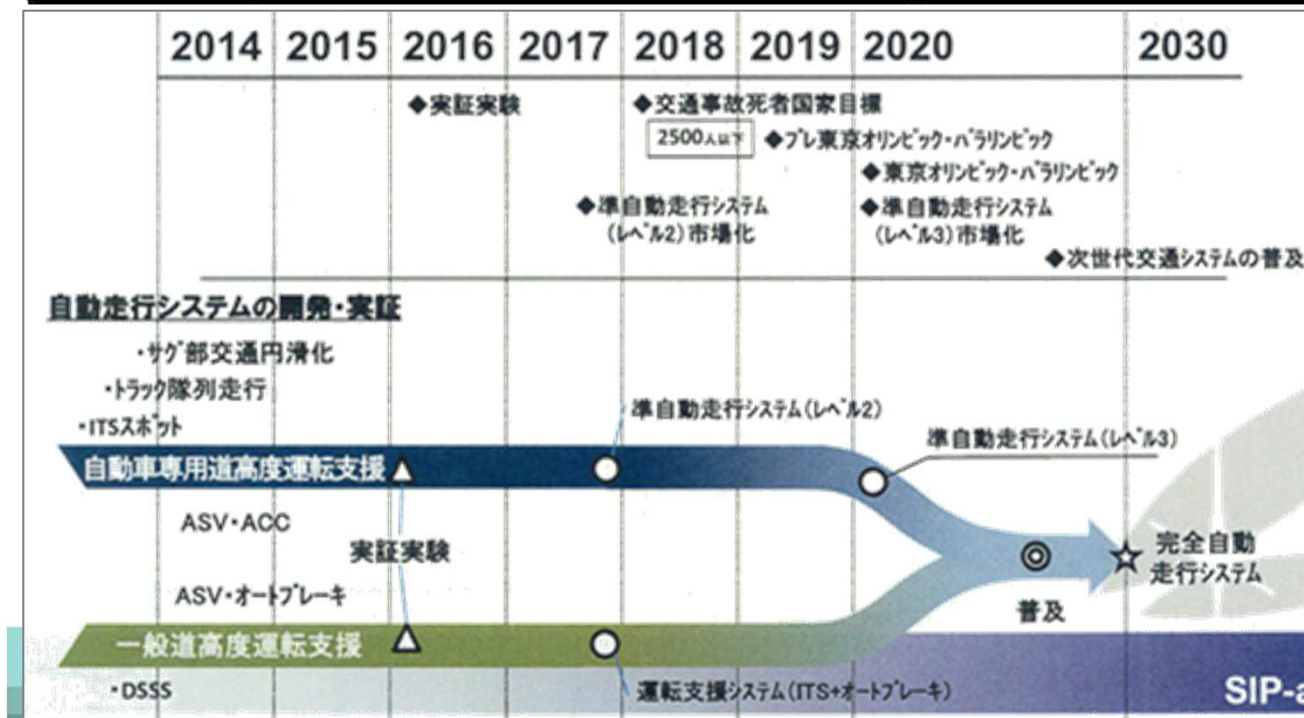 2014 2015 2016 2017 2018 2019 2020 2030
◆実証実験 ◆交通事故死者国家目標
2500人以下 ◆プレ東京オリンピック・パラリンピック
◆東京オリンピック・パラリンピック
◆準自動走行システム ◆準自動走行システム
(レベル2)市場化 (レベル3)市場化
◆次世代交通システムの普及
自動走行システムの開発・実証
・サグ部交通円滑化
・トラック隊列走行
準自動走行システム(レベル2)
・ITSスポット
準自動走行システム(レベル3)
自動車専用道高度運転支援
ASV・ACC
実証実験
完全自動
走行システム
ASV・オートブレーキ
普及
一般道高度運転支援
・DSSS
運転支援システム(ITS+オートブレーキ)
SIP-a